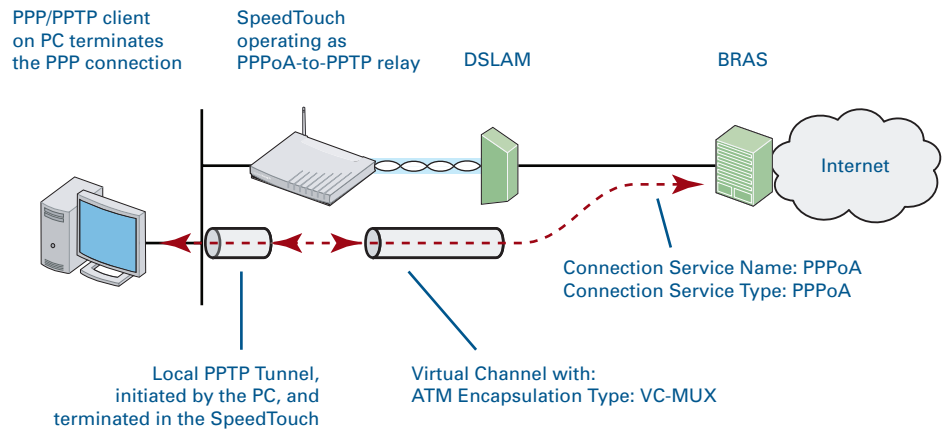 PPP/PPTP client
on PC terminates
the PPP connection
SpeedTouch
operating as
PPPoA-to-PPTP relay
DSLAM
BRAS
Internet
Connection Service Name: PPPoA
Connection Service Type: PPPoA
Local PPTP Tunnel,
initiated by the PC, and
terminated in the SpeedTouch
Virtual Channel with:
ATM Encapsulation Type: VC-MUX